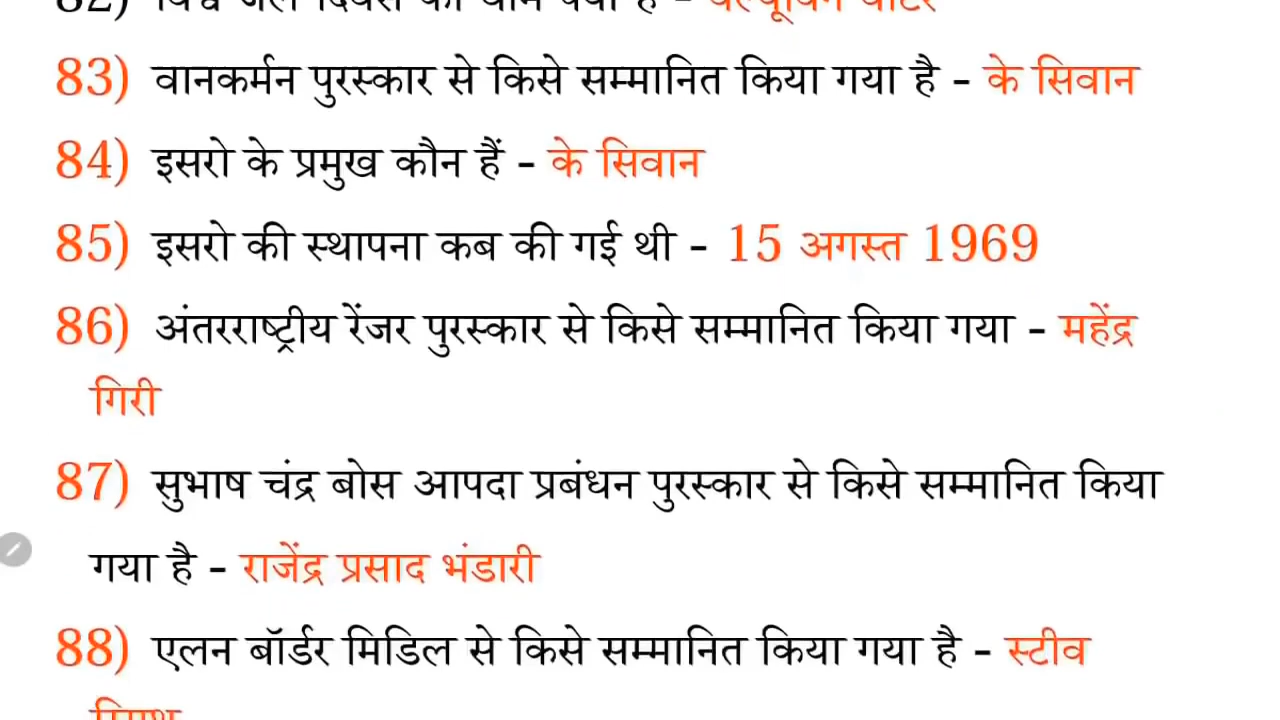 83) वानकर्मन पुरस्कार से किसे सम्मानित किया गया है - के सिवान
84) इसरो के प्रमुख कौन हैं - के सिवान
85) इसरो की स्थापना कब की गई थी - 15 अगस्त 1969
86) अंतरराष्ट्रीय रेंजर पुरस्कार से किसे सम्मानित किया गया - महेंद्र
गिरी
87) सुभाष चंद्र बोस आपदा प्रबंधन पुरस्कार से किसे सम्मानित किया
गया है - राजेंद्र प्रसाद भंडारी
88) एलन बॉर्डर मिडिल से किसे सम्मानित किया गया है - स्टीव